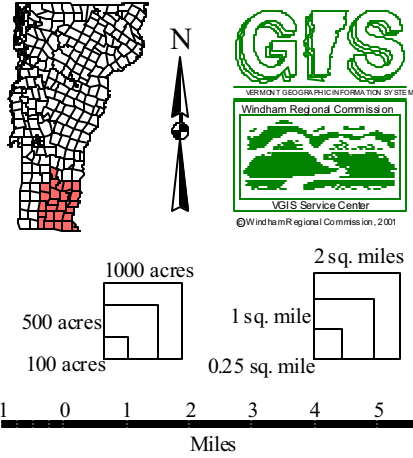 N
GIS
VERMONT GEOGRAPHIC INFORMATION SYSTEM
Windham Regional Commission
VGIS Service Center
© Windham Regional Commission, 2001
1000 acres
500 acres
100 acres
2 sq. miles
1 sq. mile
0.25 sq. mile
1 0 1 2 3 4 5
Miles